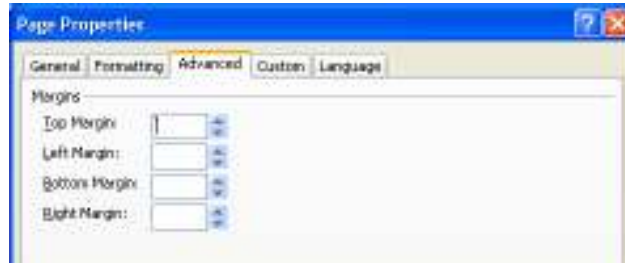 Page Properties
General Formatting Advanced Custom Language
Margins
Top Margin:
Left Margin:
Bottom Margin:
Right Margin: